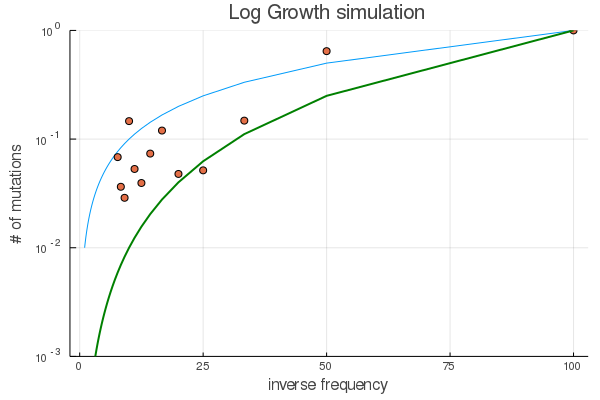 Log Growth simulation
# of mutations
10^0
10^-1
10^-2
10^-3
0 25 50 75 100
inverse frequency